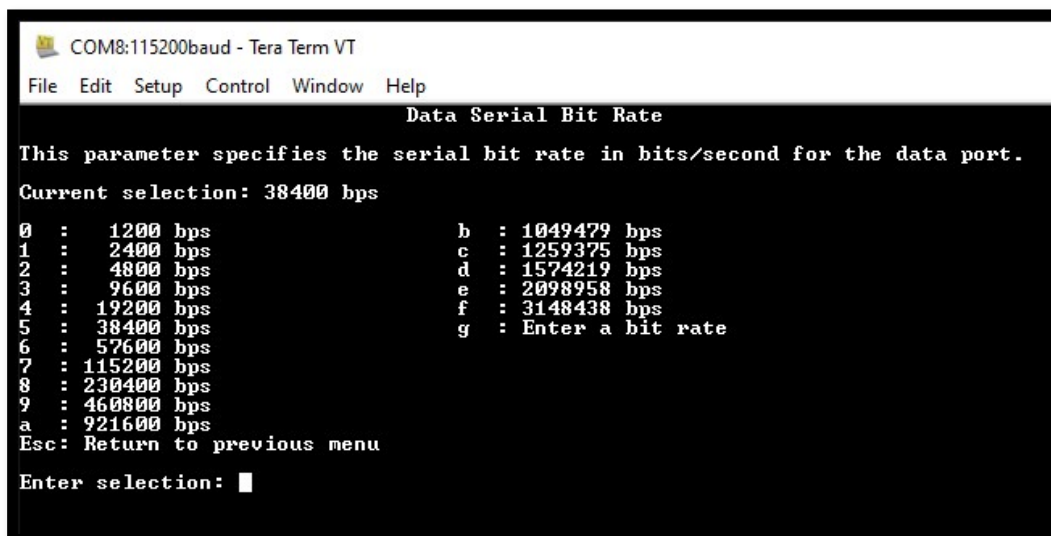 COM8:115200baud - Tera Term VT
File Edit Setup Control Window Help
Data Serial Bit Rate
This parameter specifies the serial bit rate in bits/second for the data port.
Current selection: 38400 bps
0 : 1200 bps b : 1049479 bps
1 : 2400 bps c : 1259375 bps
2 : 4800 bps d : 1574219 bps
3 : 9600 bps e : 2098958 bps
4 : 19200 bps f : 3148438 bps
5 : 38400 bps g : Enter a bit rate
6 : 57600 bps
7 : 115200 bps
8 : 230400 bps
9 : 460800 bps
a : 921600 bps
Esc: Return to previous menu
Enter selection: